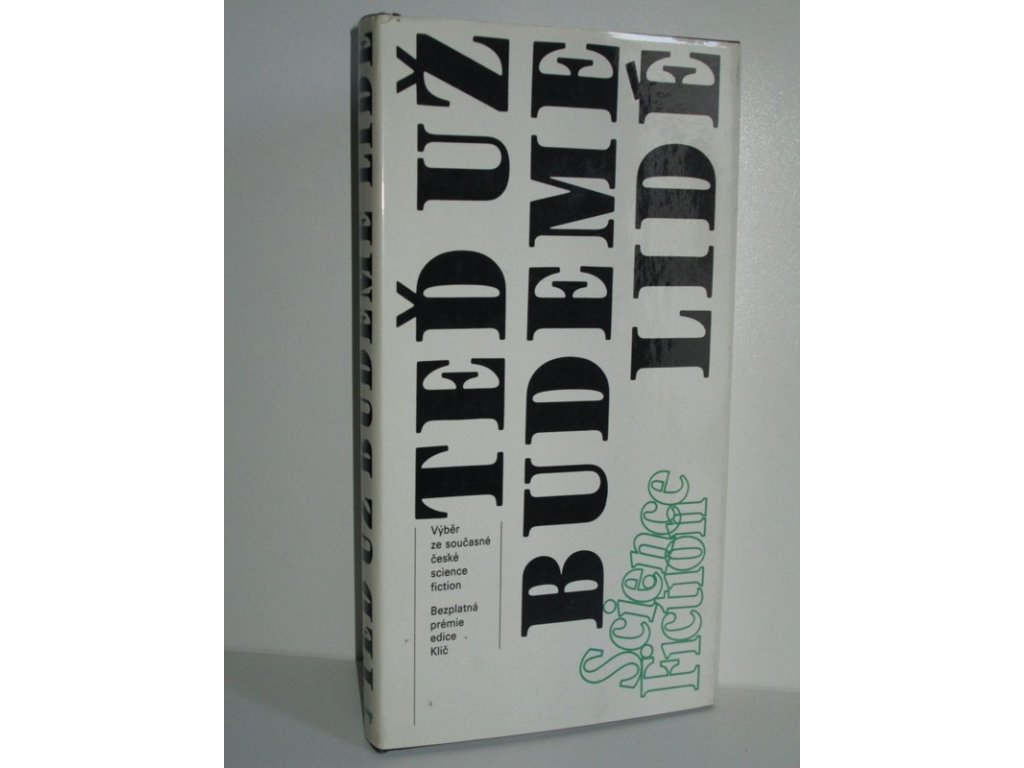 TEĎ UŽ BUDEME LIDÉ
TEĎ UŽ
BUDEME
LIDÉ
Výběr
ze současné
české
science
fiction
Bezplatná
prémie
edice
Klíč
Science
Fiction